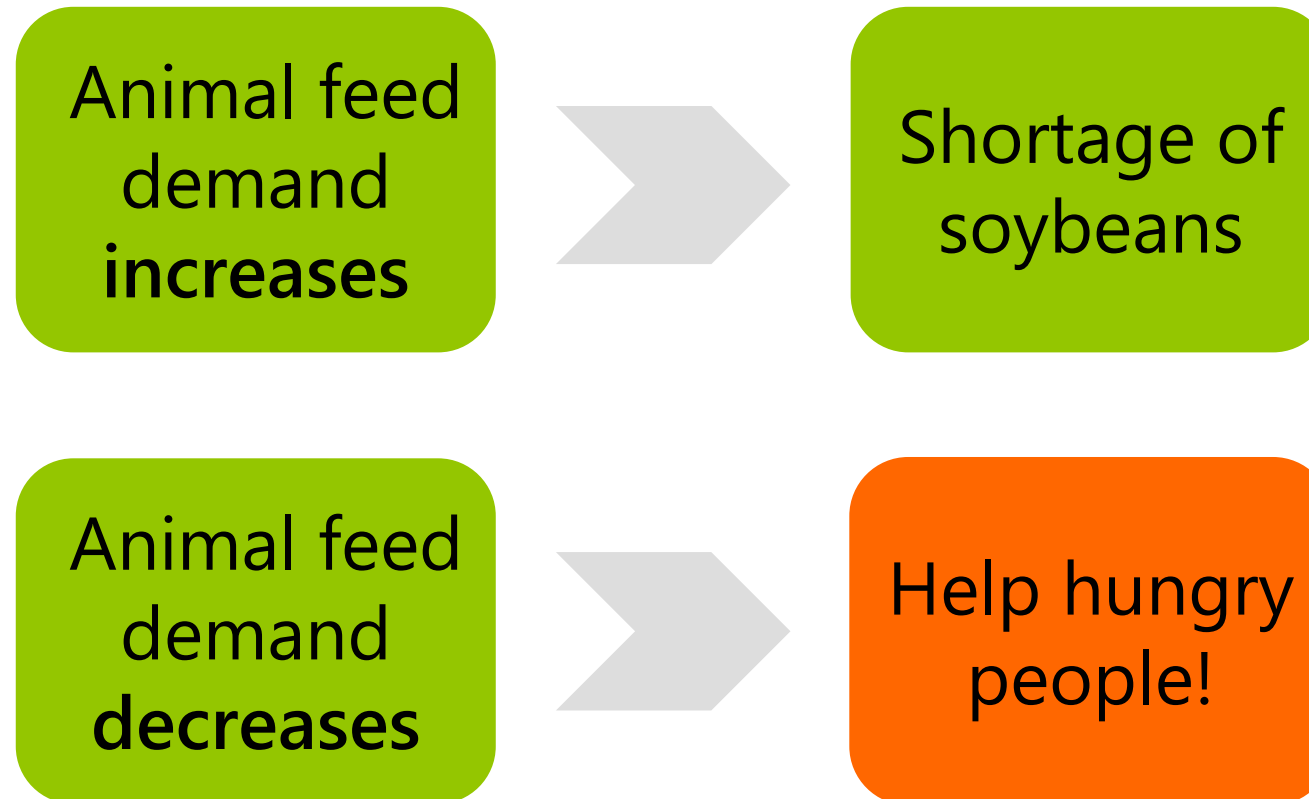 Animal feed
demand
increases
Shortage of
soybeans
Animal feed
demand
decreases
Help hungry
people!